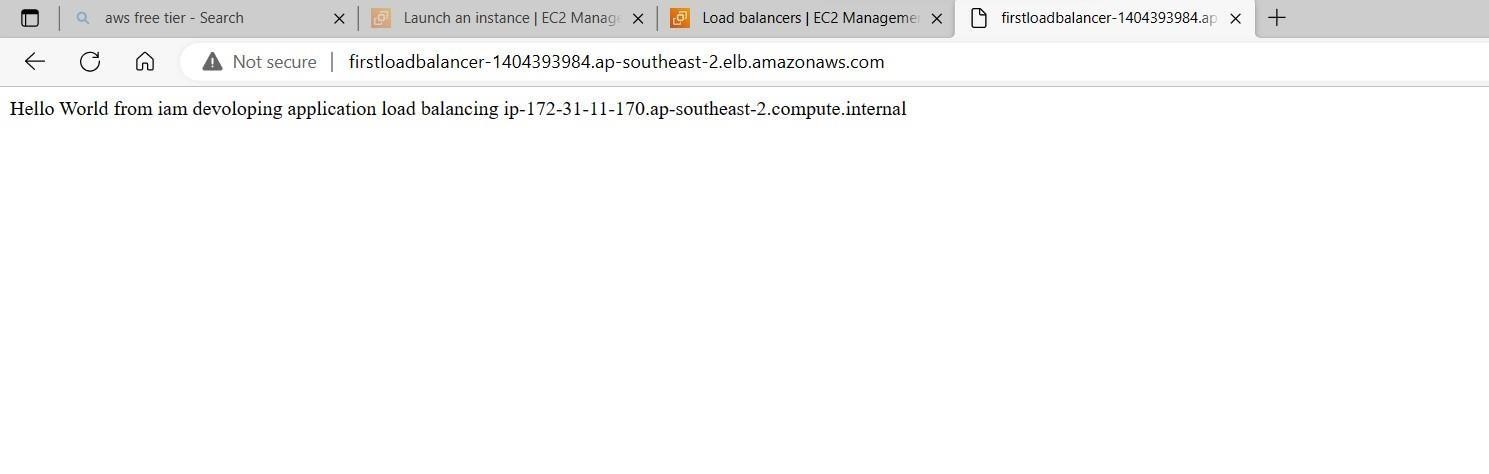 aws free tier - Search
Launch an instance | EC2 Manag
Load balancers | EC2 Manageme
firstloadbalancer-1404393984.ap
Not secure
firstloadbalancer-1404393984.ap-southeast-2.elb.amazonaws.com
Hello World from iam devoloping application load balancing ip-172-31-11-170.ap-southeast-2.compute.internal